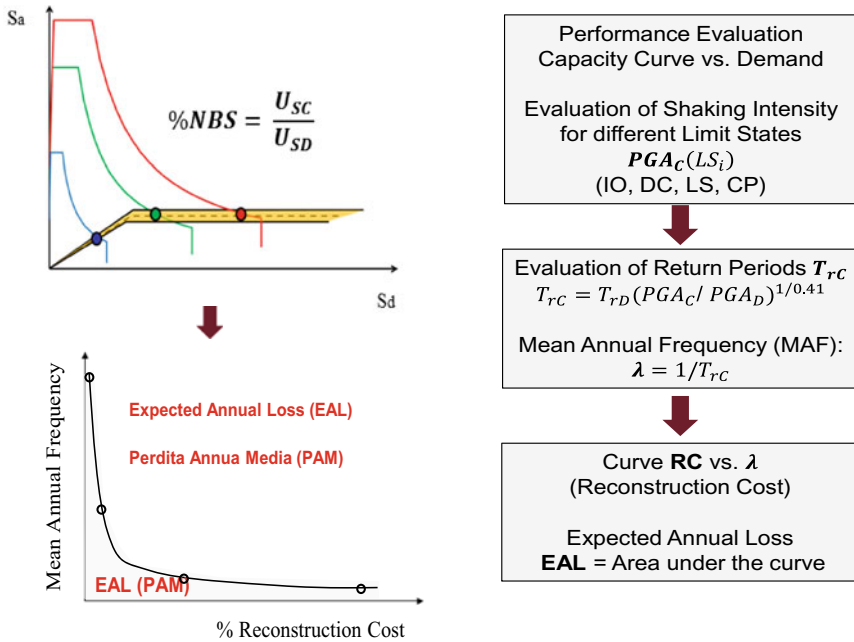 Sa
%NBS = U_SC / U_SD
Sd
Mean Annual Frequency
Expected Annual Loss (EAL)
Perdita Annua Media (PAM)
EAL (PAM)
% Reconstruction Cost
Performance Evaluation
Capacity Curve vs. Demand
Evaluation of Shaking Intensity
for different Limit States
PGA_C(LS_i)
(IO, DC, LS, CP)
Evaluation of Return Periods T_rC
T_rC = T_rD(PGA_C/ PGA_D)^1/0.41
Mean Annual Frequency (MAF):
λ = 1/T_rC
Curve RC vs. λ
(Reconstruction Cost)
Expected Annual Loss
EAL = Area under the curve